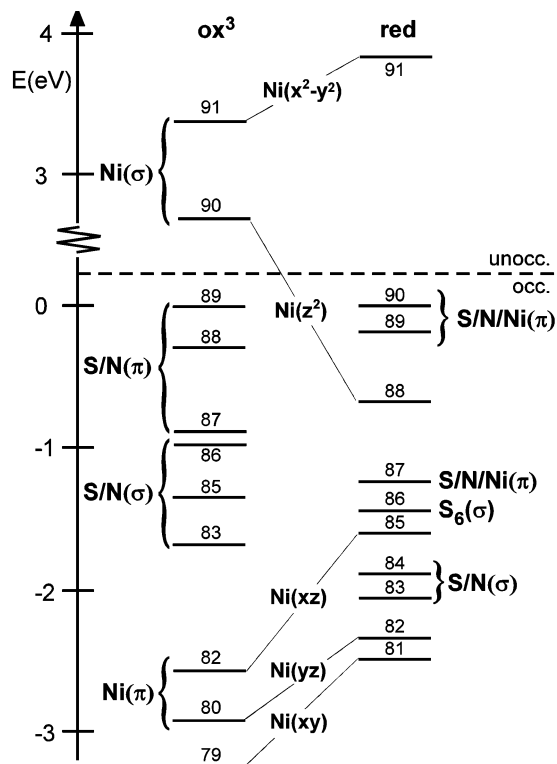 4 ox³ red
E(eV)
91
91 Ni(x²-y²)
Ni(σ)
3
90
unocc.
occ.
0 89 Ni(z²) 90
89 S/N/Ni(π)
88
S/N(π)
88
87
-1
86
S/N(σ)
87 S/N/Ni(π)
85
86 S₆(σ)
83
85
84
S/N(σ)
-2 Ni(xz) 83
82
82
81
Ni(π)
Ni(yz)
80
Ni(xy)
-3
79